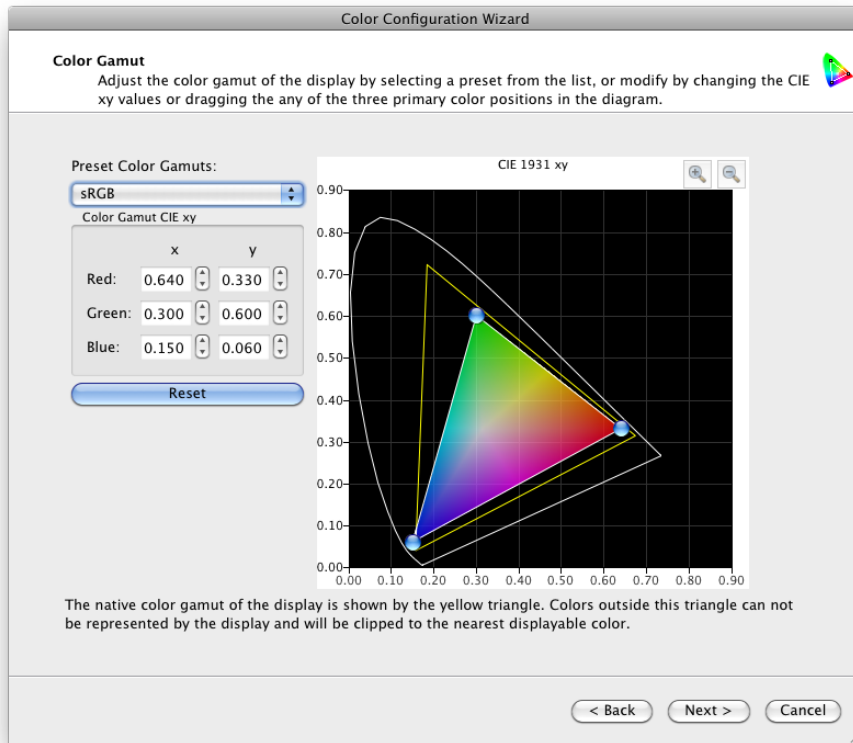 Color Configuration Wizard
Color Gamut
Adjust the color gamut of the display by selecting a preset from the list, or modify by changing the CIE
xy values or dragging the any of the three primary color positions in the diagram.
Preset Color Gamuts:
sRGB
Color Gamut CIE xy
x y
Red: 0.640 0.330
Green: 0.300 0.600
Blue: 0.150 0.060
Reset
CIE 1931 xy
0.90
0.80
0.70
0.60
0.50
0.40
0.30
0.20
0.10
0.00
0.00 0.10 0.20 0.30 0.40 0.50 0.60 0.70 0.80 0.90
The native color gamut of the display is shown by the yellow triangle. Colors outside this triangle can not
be represented by the display and will be clipped to the nearest displayable color.
< Back Next > Cancel